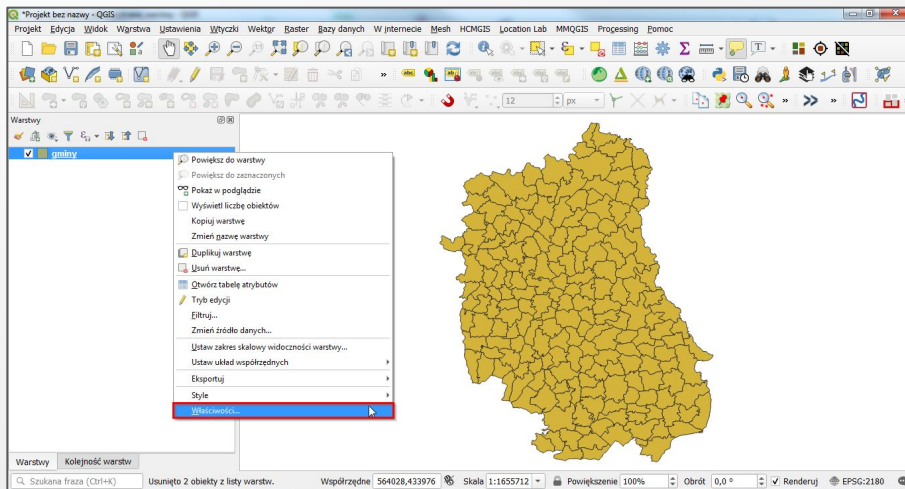 *Projekt bez nazwy - QGIS
Projekt Edycja Widok Warstwa Ustawienia Wtyczki Wektor Raster Bazy danych W internecie Mesh HCMGIS Location Lab MMQGIS Processing Pomoc
12 px
Warstwy
gminy
Powiększ do warstwy
Powiększ do zaznaczonych
Pokaż w podglądzie
Wyświetl liczbę obiektów
Kopiuj warstwę
Zmień nazwę warstwy
Duplikuj warstwę
Usuń warstwę...
Otwórz tabelę atrybutów
Tryb edycji
Filtruj...
Zmień źródło danych...
Ustaw zakres skalowy widoczności warstwy...
Ustaw układ współrzędnych
Eksportuj
Style
Właściwości...
Warstwy Kolejność warstw
Szukana fraza (Ctrl+K) Usunięto 2 obiekty z listy warstw. Współrzędne 564028,433976 Skala 1:1655712 Powiększenie 100% Obrót 0,0 ° Renderuj EPSG:2180